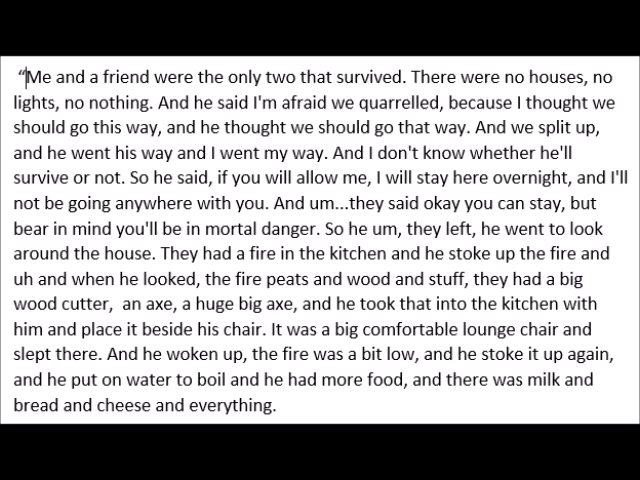 “Me and a friend were the only two that survived. There were no houses, no
lights, no nothing. And he said I'm afraid we quarrelled, because I thought we
should go this way, and he thought we should go that way. And we split up,
and he went his way and I went my way. And I don't know whether he'll
survive or not. So he said, if you will allow me, I will stay here overnight, and I'll
not be going anywhere with you. And um...they said okay you can stay, but
bear in mind you'll be in mortal danger. So he um, they left, he went to look
around the house. They had a fire in the kitchen and he stoke up the fire and
uh and when he looked, the fire peats and wood and stuff, they had a big
wood cutter,  an axe, a huge big axe, and he took that into the kitchen with
him and place it beside his chair. It was a big comfortable lounge chair and
slept there. And he woken up, the fire was a bit low, and he stoke it up again,
and he put on water to boil and he had more food, and there was milk and
bread and cheese and everything.